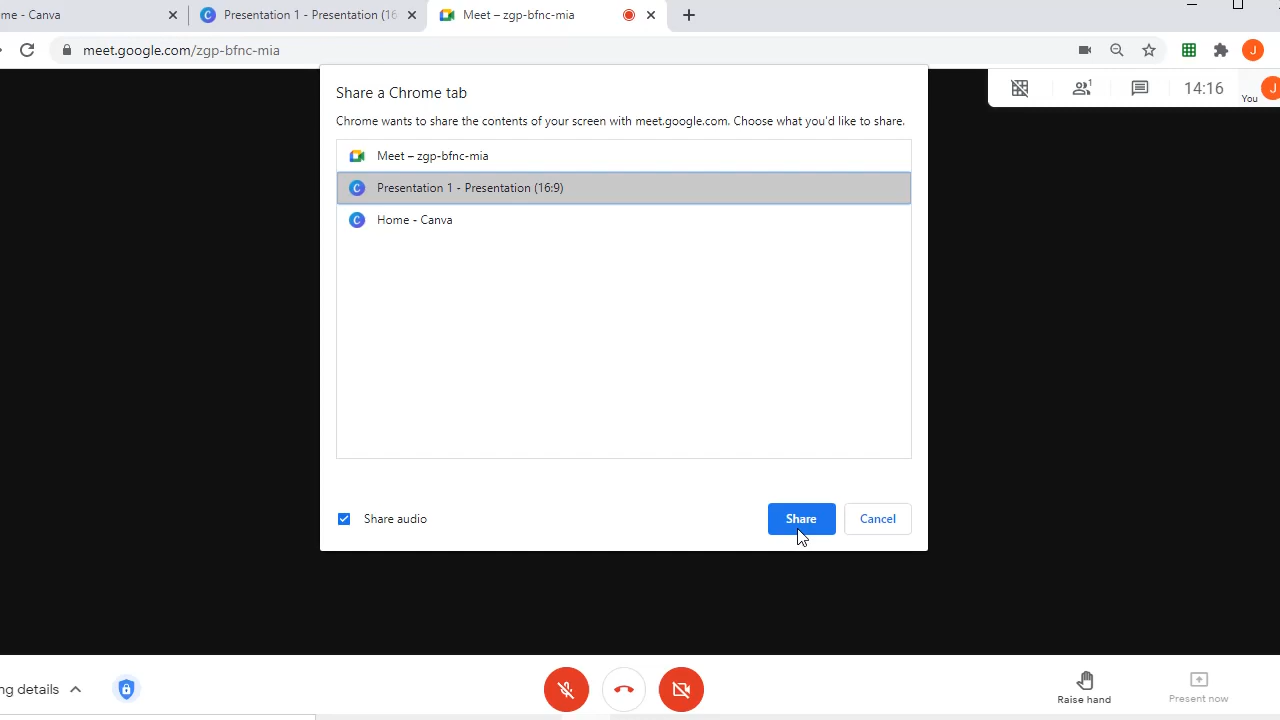 me - Canva
Presentation 1 - Presentation (16
Meet – zgp-bfnc-mia
meet.google.com/zgp-bfnc-mia
J
Share a Chrome tab
Chrome wants to share the contents of your screen with meet.google.com. Choose what you'd like to share.
1
14:16
You
J
Meet – zgp-bfnc-mia
C Presentation 1 - Presentation (16:9)
C Home - Canva
Share audio
Share
Cancel
ng details
Raise hand
Present now